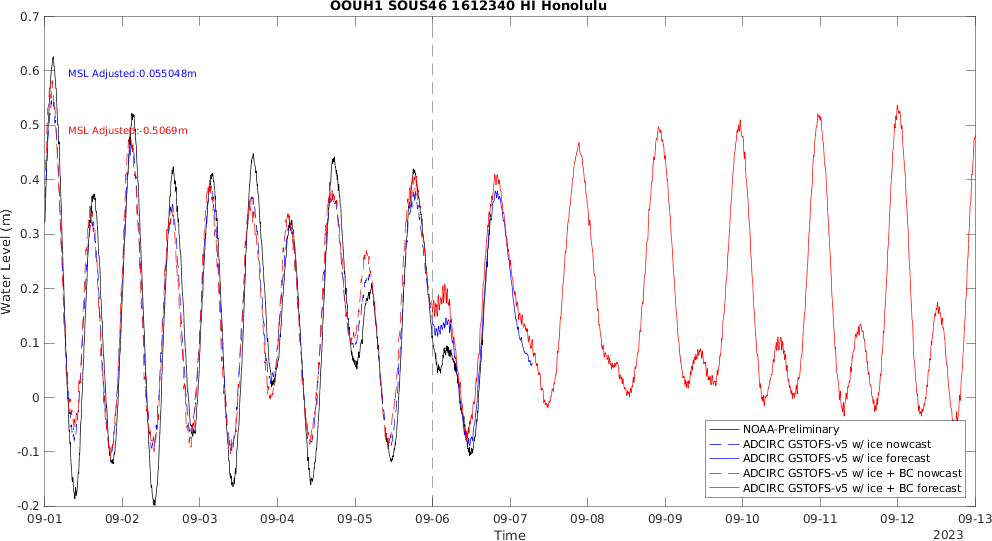 OOUH1 SOUS46 1612340 HI Honolulu
0.7
0.6
0.5
0.4
0.3
0.2
0.1
0
-0.1
-0.2
Water Level (m)
MSL Adjusted:0.055048m
MSL Adjusted:-0.5069m
NOAA-Preliminary
ADCIRC GSTOFS-v5 w/ ice nowcast
ADCIRC GSTOFS-v5 w/ ice forecast
ADCIRC GSTOFS-v5 w/ ice + BC nowcast
ADCIRC GSTOFS-v5 w/ ice + BC forecast
09-01 09-02 09-03 09-04 09-05 09-06 09-07 09-08 09-09 09-10 09-11 09-12 09-13
Time
2023